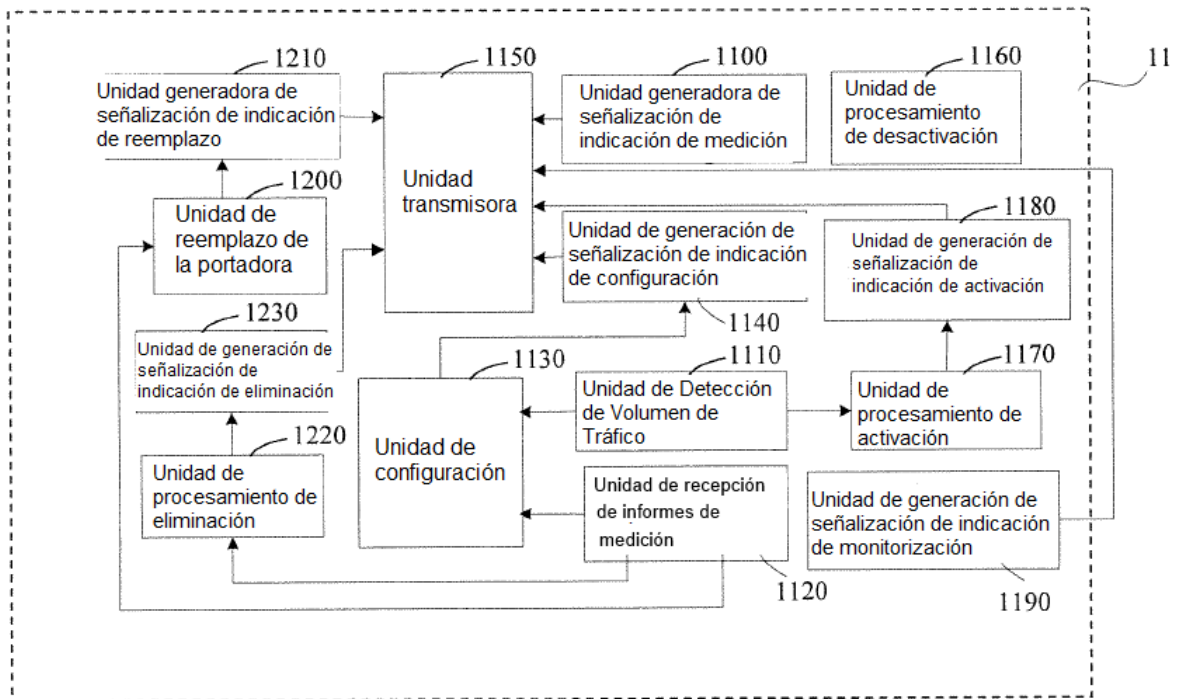 1210
Unidad generadora de
señalización de indicación
de reemplazo
1150
Unidad
transmisora
1100
Unidad generadora de
señalización de
indicación de medición
1160
Unidad de
procesamiento
de desactivación
11
1200
Unidad de
reemplazo de
la portadora
Unidad de generación de
señalización de indicación
de configuración
1140
1180
Unidad de generación de
señalización de
indicación de activación
1230
Unidad de generación de
señalización de
indicación de eliminación
1130
Unidad de
configuración
1110
Unidad de Detección
de Volumen de
Tráfico
1170
Unidad de
procesamiento de
activación
1220
Unidad de
procesamiento de
eliminación
Unidad de recepción
de informes de
medición
1120
Unidad de generación de
señalización de indicación
de monitorización
1190